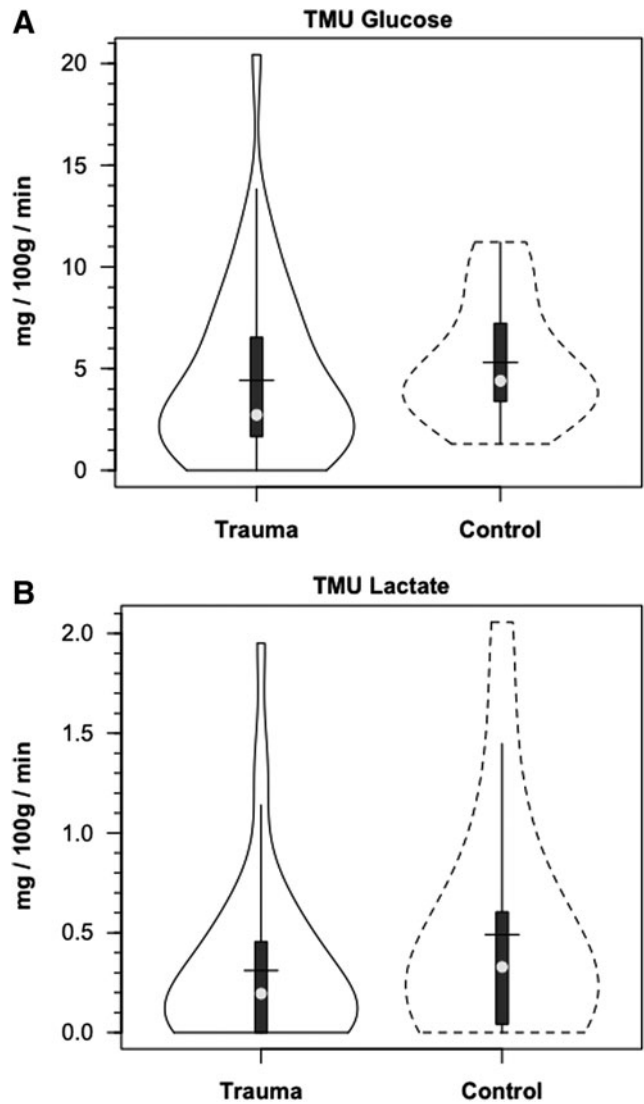 A
TMU Glucose
mg / 100g / min
20
15
10
5
0
Trauma Control
B
TMU Lactate
mg / 100g / min
2.0
1.5
1.0
0.5
0.0
Trauma Control